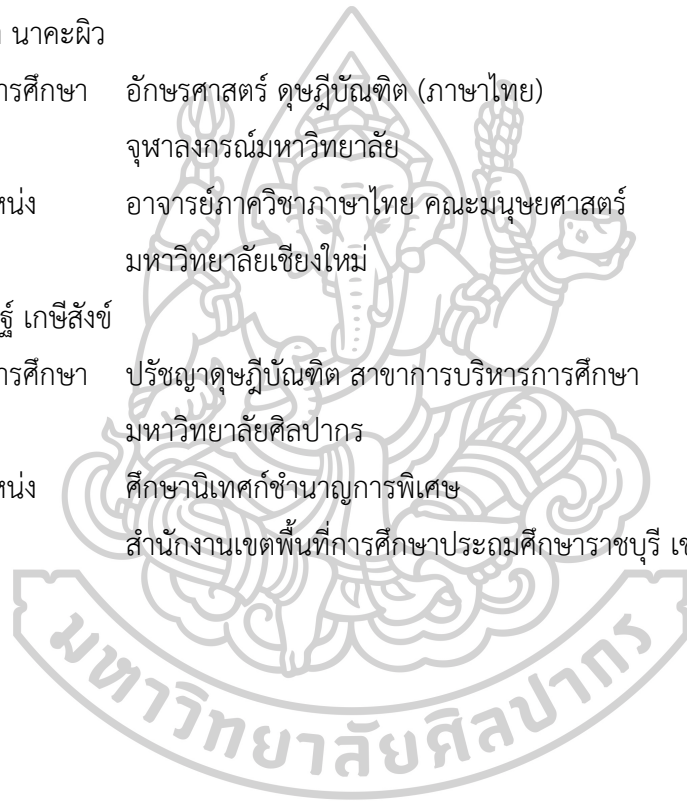 นาคะผิว
การศึกษา อักษรศาสตร์ ดุษฎีบัณฑิต (ภาษาไทย)
จุฬาลงกรณ์มหาวิทยาลัย
อาจารย์ภาควิชาภาษาไทย คณะมนุษยศาสตร์
มหาวิทยาลัยเชียงใหม่
เกษีสังข์
การศึกษา ปรัชญาดุษฎีบัณฑิต สาขาการบริหารการศึกษา
มหาวิทยาลัยศิลปากร
ศึกษานิเทศก์ชำนาญการพิเศษ
สำนักงานเขตพื้นที่การศึกษาประถมศึกษาราชบุรี
มหาวิทยาลัยศิลปากร